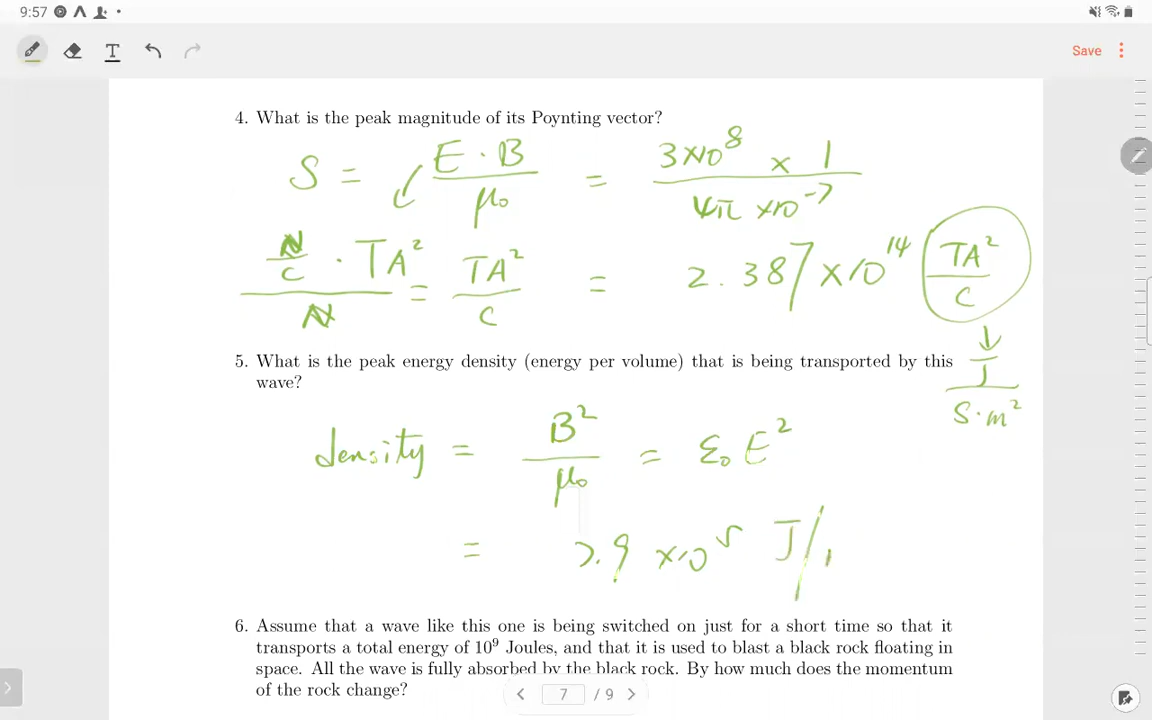 9:57
Save
4. What is the peak magnitude of its Poynting vector?
S = E · B / μ₀ = 3×10⁸ × 1 / 4π ×10⁻⁷
N/C · TA² / N = TA² / C = 2.387 ×10¹⁴ TA² / C
↓
J / S·m²
5. What is the peak energy density (energy per volume) that is being transported by this
wave?
density = B² / μ₀ = ε₀ E²
= 7.9 ×10⁵ J/
6. Assume that a wave like this one is being switched on just for a short time so that it
transports a total energy of 10⁹ Joules, and that it is used to blast a black rock floating in
space. All the wave is fully absorbed by the black rock. By how much does the momentum
of the rock change?
< 7 / 9 >